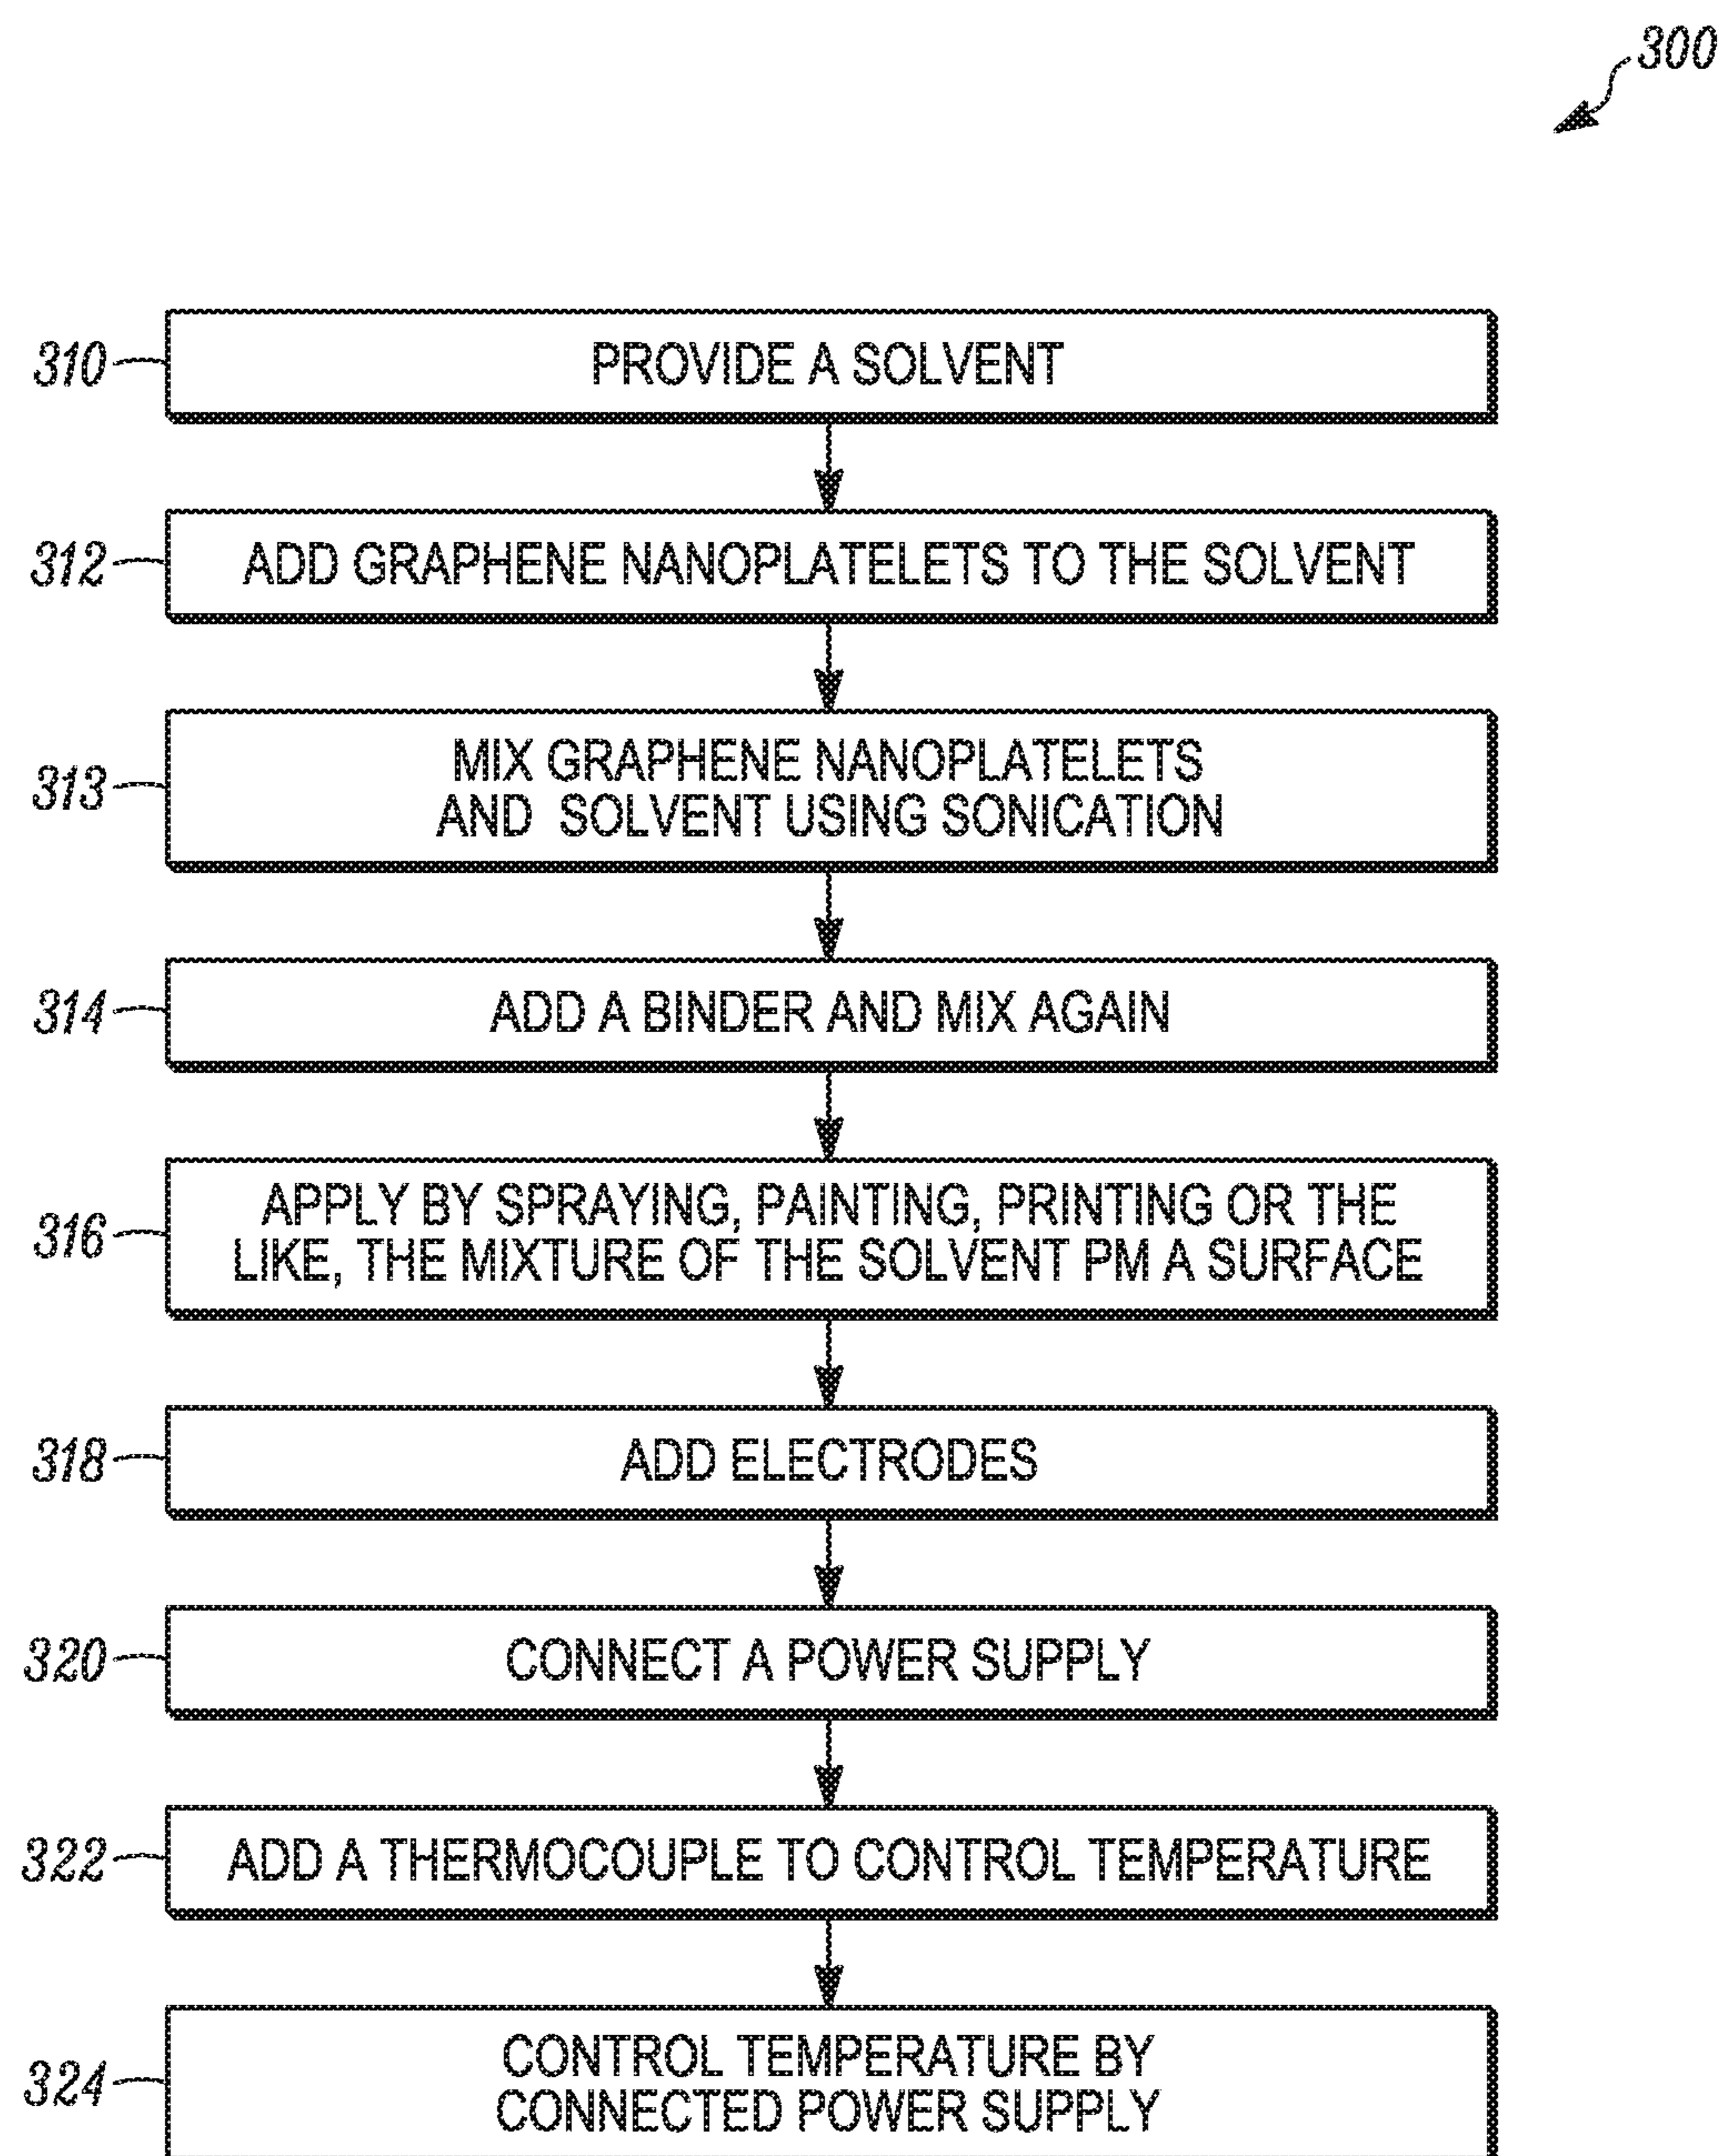 300
310
PROVIDE A SOLVENT
312
ADD GRAPHENE NANOPLATELETS TO THE SOLVENT
313
MIX GRAPHENE NANOPLATELETS
AND SOLVENT USING SONICATION
314
ADD A BINDER AND MIX AGAIN
316
APPLY BY SPRAYING, PAINTING, PRINTING OR THE
LIKE, THE MIXTURE OF THE SOLVENT PM A SURFACE
318
ADD ELECTRODES
320
CONNECT A POWER SUPPLY
322
ADD A THERMOCOUPLE TO CONTROL TEMPERATURE
324
CONTROL TEMPERATURE BY
CONNECTED POWER SUPPLY